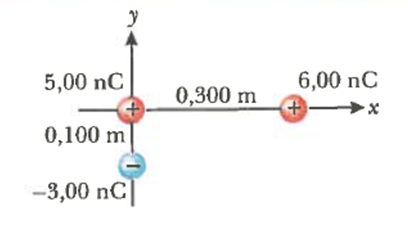 y
5,00 nC
6,00 nC
0,300 m
+
+
x
0,100 m
−
−3,00 nC